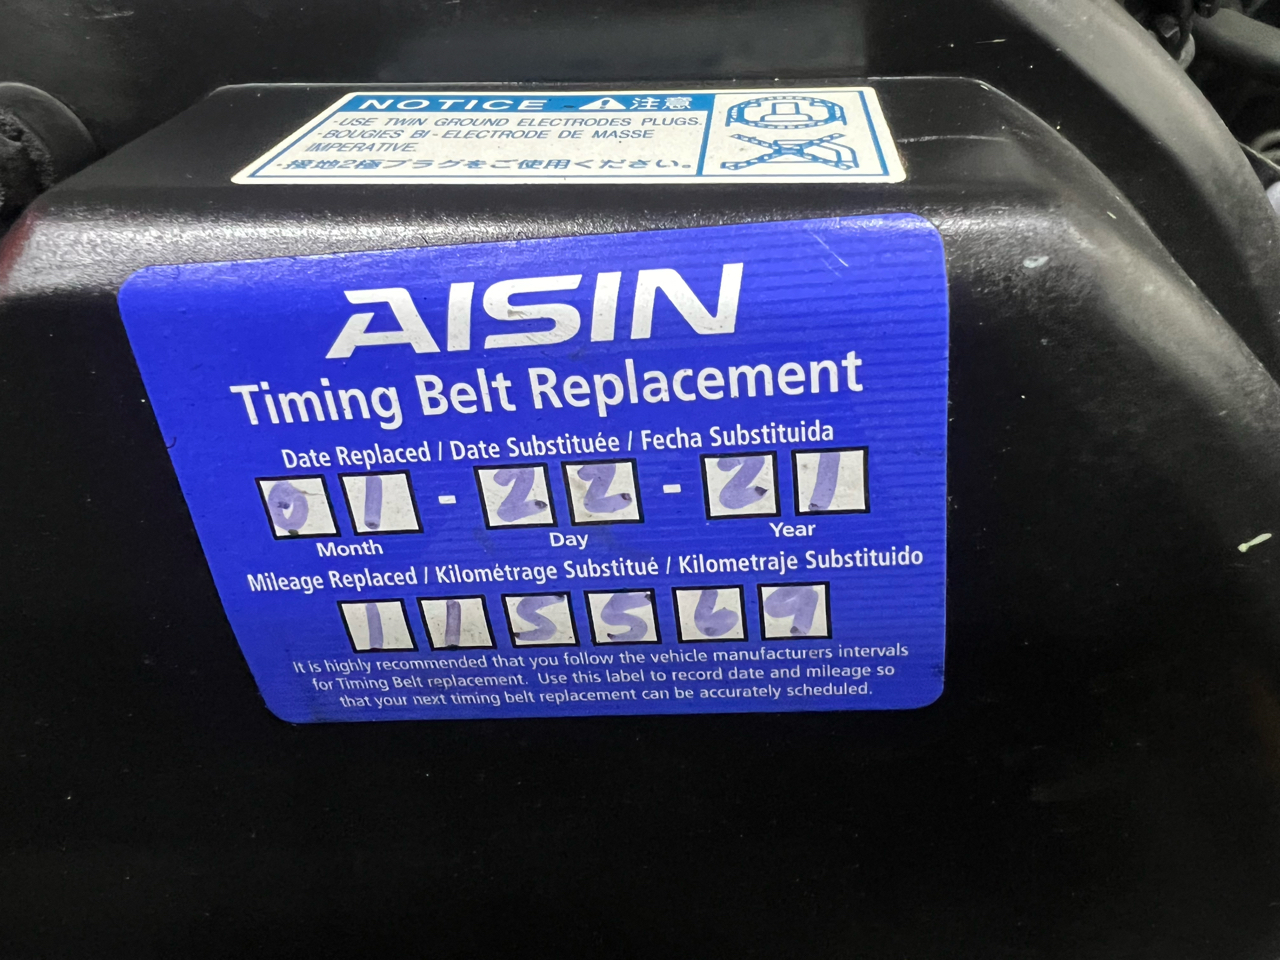 NOTICE ⚠注意
·USE TWIN GROUND ELECTRODES PLUGS.
·BOUGIES BI-ELECTRODE DE MASSE
IMPERATIVE.
·接地2極プラグをご使用ください。
AISIN
Timing Belt Replacement
Date Replaced / Date Substituée / Fecha Substituida
01 - 22 - 21
Month Day Year
Mileage Replaced / Kilométrage Substitué / Kilometraje Substituido
115569
It is highly recommended that you follow the vehicle manufacturers intervals
for Timing Belt replacement. Use this label to record date and mileage so
that your next timing belt replacement can be accurately scheduled.